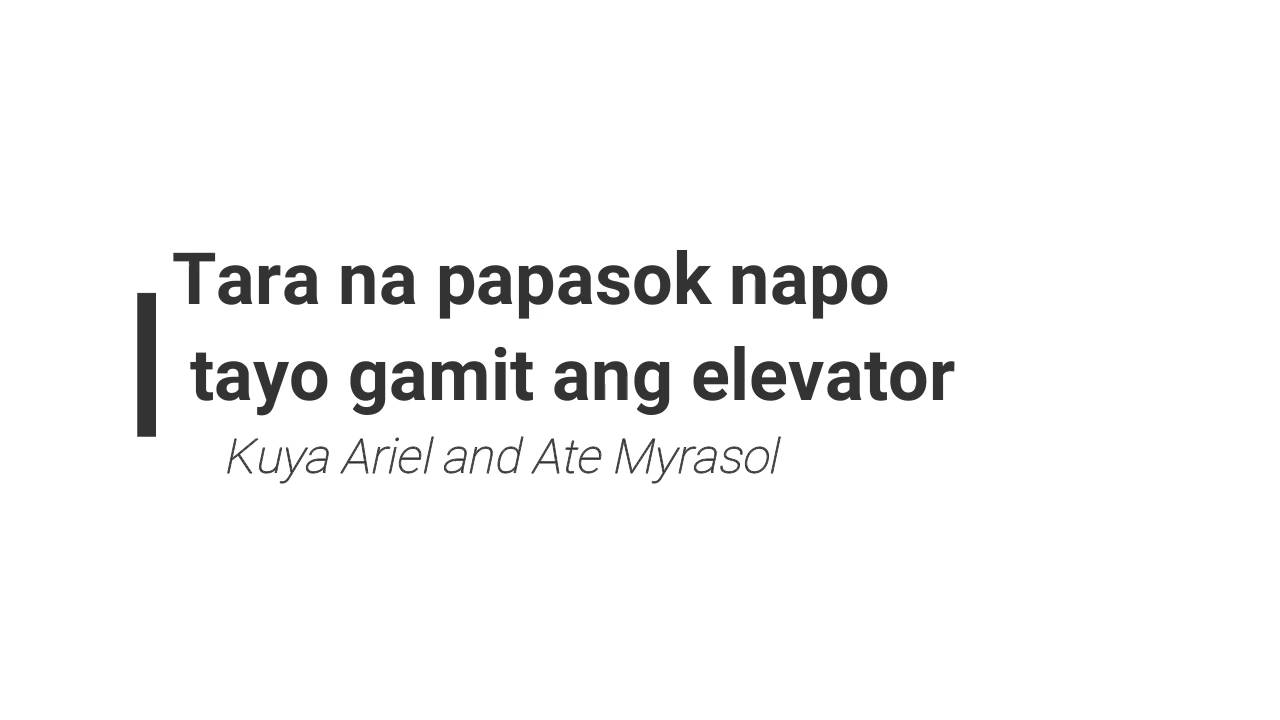 Tara na papasok napo
tayo gamit ang elevator
Kuya Ariel and Ate Myrasol